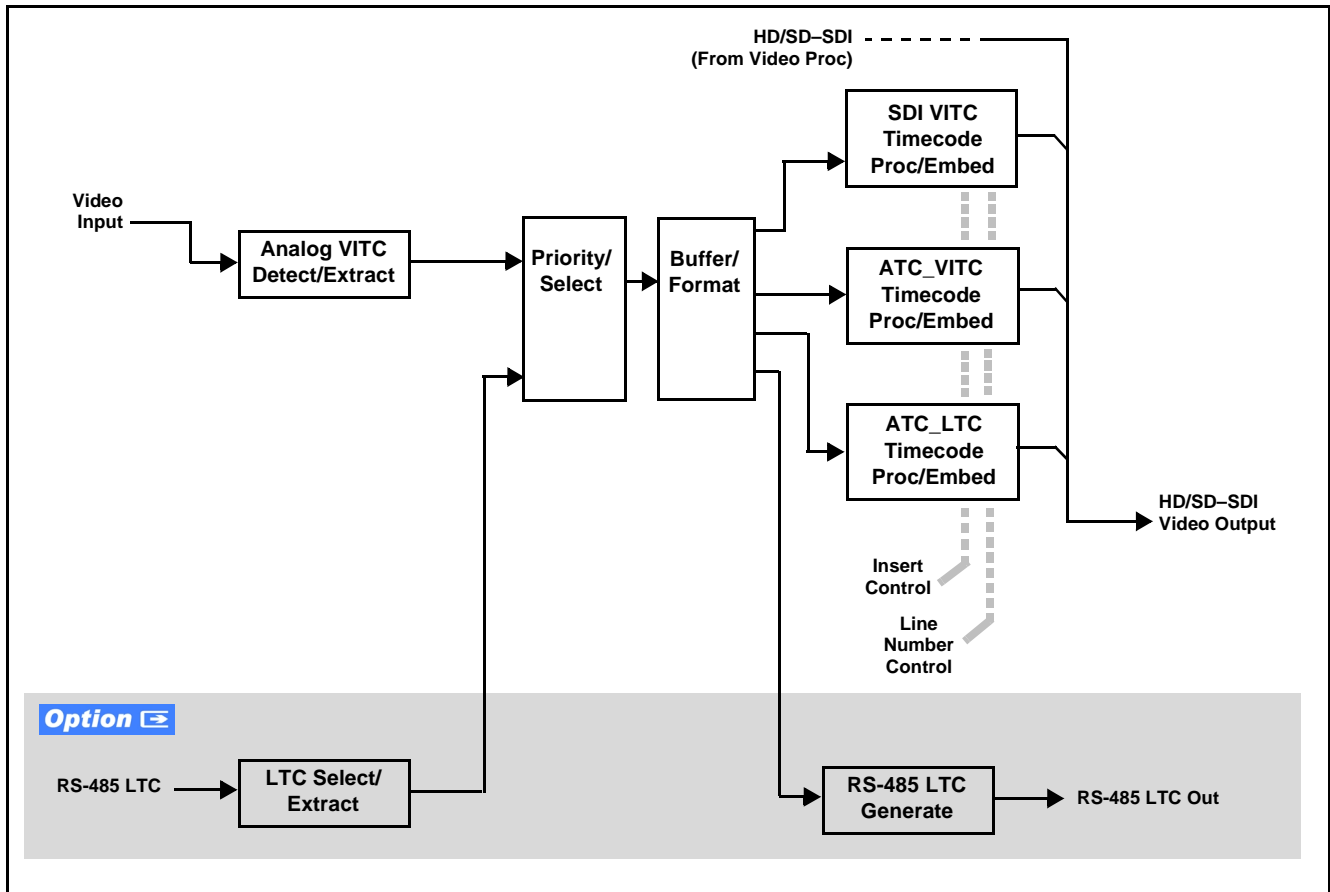 HD/SD–SDI
(From Video Proc)
SDI VITC
Timecode
Proc/Embed
Video
Input
Analog VITC
Detect/Extract
Priority/
Select
Buffer/
Format
ATC_VITC
Timecode
Proc/Embed
ATC_LTC
Timecode
Proc/Embed
HD/SD–SDI
Video Output
Insert
Control
Line
Number
Control
Option
RS-485 LTC
LTC Select/
Extract
RS-485 LTC
Generate
RS-485 LTC Out